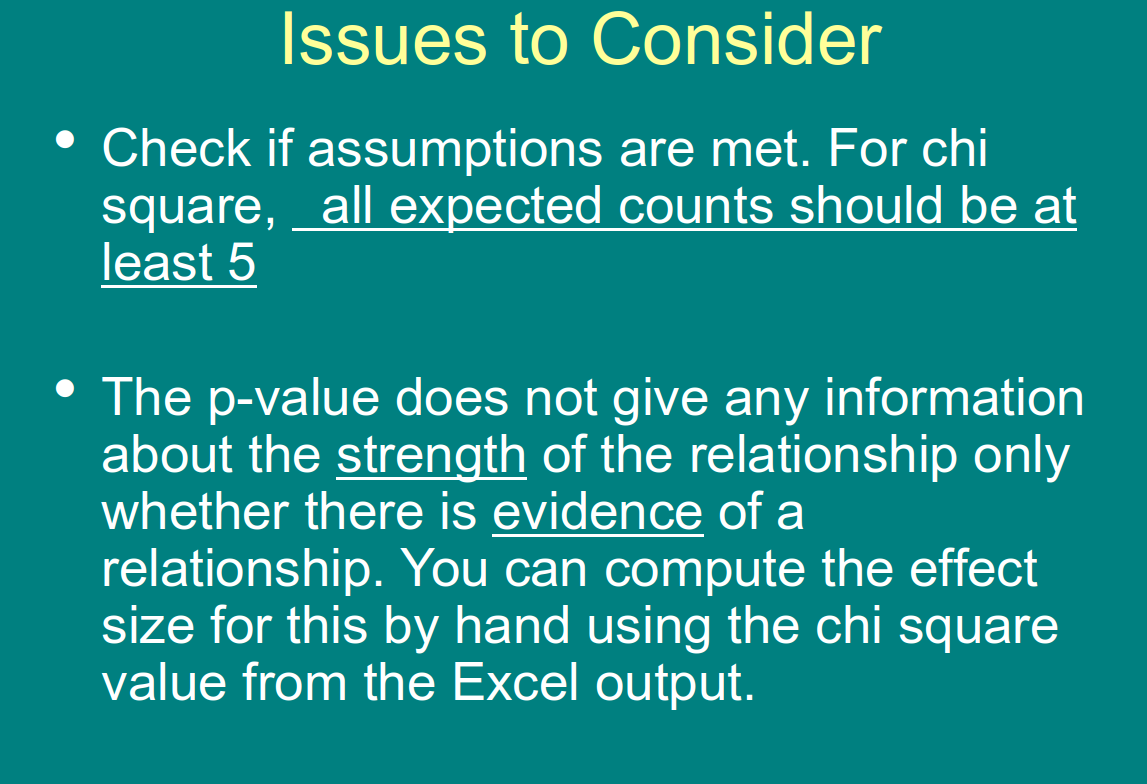 Issues to Consider
• Check if assumptions are met. For chi
square,   all expected counts should be at
least 5
• The p-value does not give any information
about the strength of the relationship only
whether there is evidence of a
relationship. You can compute the effect
size for this by hand using the chi square
value from the Excel output.